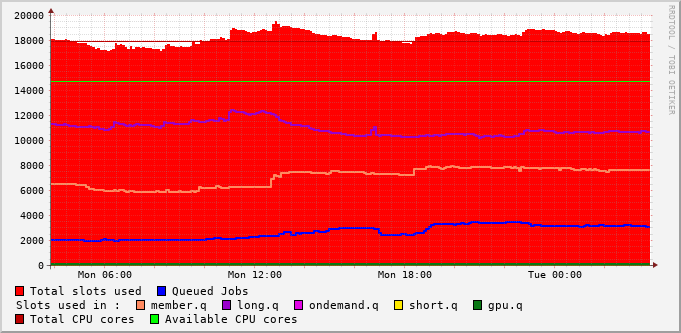 20000
18000
16000
14000
12000
10000
8000
6000
4000
2000
0
Mon 06:00 Mon 12:00 Mon 18:00 Tue 00:00
Total slots used Queued Jobs
Slots used in : member.q long.q ondemand.q short.q gpu.q
Total CPU cores Available CPU cores
RRDTOOL / TOBI OETIKER